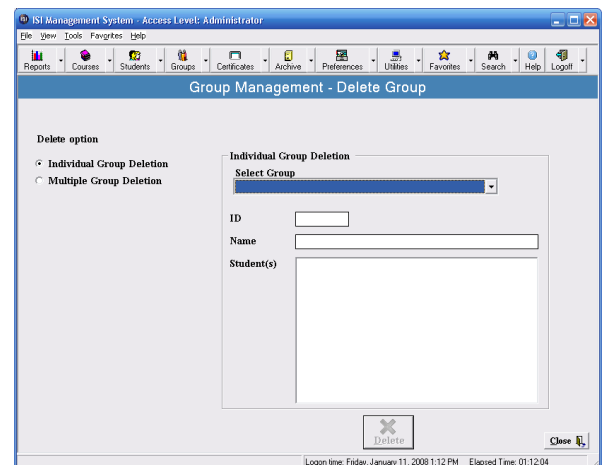 ISI Management System - Access Level: Administrator
File View Tools Favorites Help
Reports Courses Students Groups Certificates Archive Preferences Utilities Favorites Search Help Logoff
Group Management - Delete Group
Delete option
Individual Group Deletion
Multiple Group Deletion
Individual Group Deletion
Select Group
ID
Name
Student(s)
Delete
Close
Logon time: Friday, January 11, 2008 1:12 PM Elapsed Time: 01:12:04